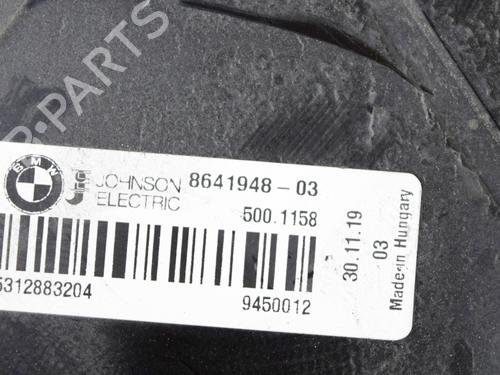 B-PARTS
BMW
JOHNSON 8641948-03
ELECTRIC
500.1158
5312883204
9450012
30.11.19
03
Made in Hungary